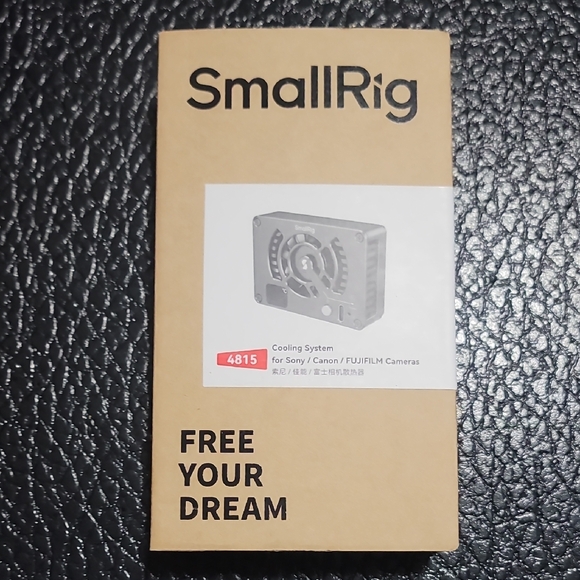 SmallRig
4815
Cooling System
for Sony / Canon / FUJIFILM Cameras
索尼 / 佳能 / 富士相机散热器
FREE
YOUR
DREAM